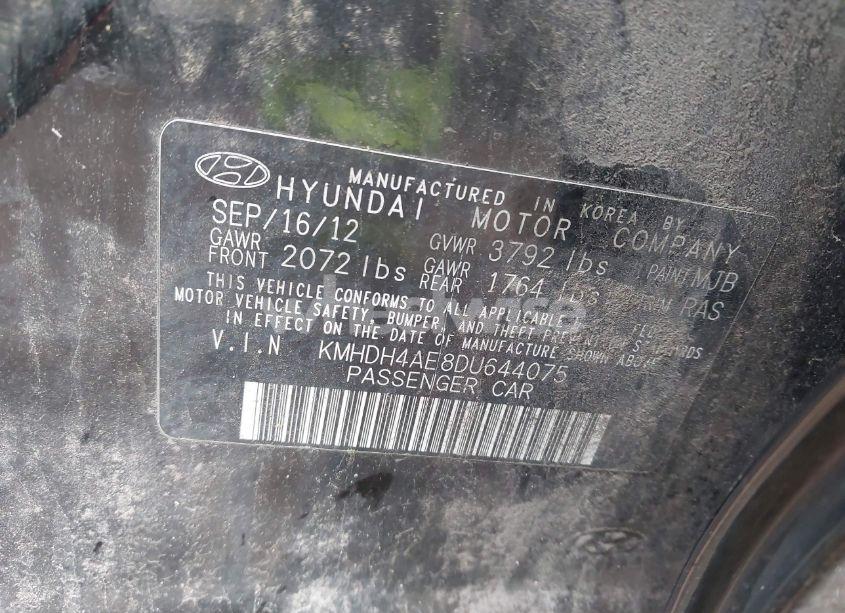 MANUFACTURED IN KOREA BY
HYUNDAI MOTOR COMPANY
SEP/16/12 GVWR 3792 lbs PAINT MJB
GAWR FRONT 2072 lbs GAWR REAR 1764 lbs RAS
THIS VEHICLE CONFORMS TO ALL APPLICABLE
MOTOR VEHICLE SAFETY, BUMPER, AND THEFT
IN EFFECT ON THE DATE OF MANUFACTURE SHOWN ABOVE
V.I.N KMHDH4AE8DU644075
PASSENGER CAR